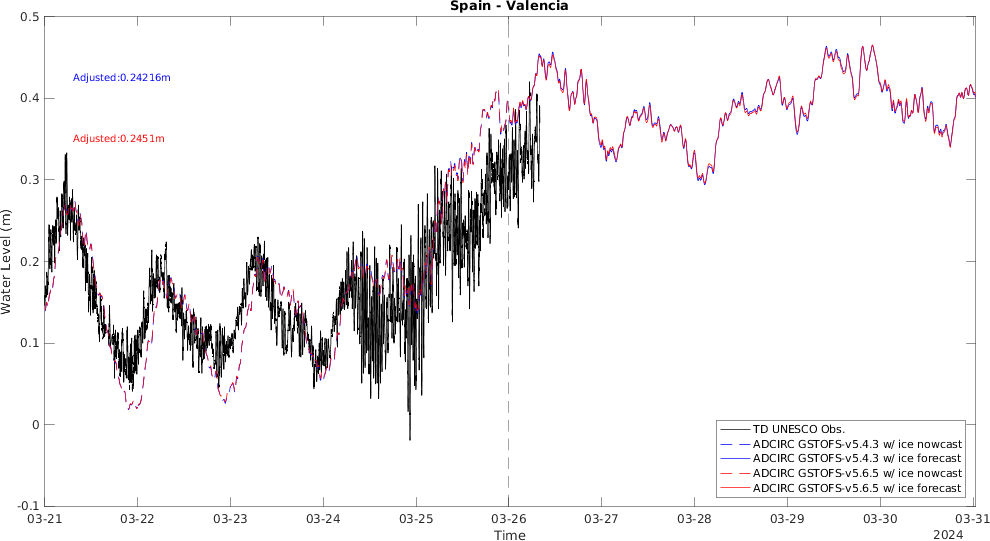 Spain - Valencia
0.5
Adjusted:0.24216m
0.4
Adjusted:0.2451m
0.3
0.2
0.1
0
-0.1
Water Level (m)
TD UNESCO Obs.
ADCIRC GSTOFS-v5.4.3 w/ ice nowcast
ADCIRC GSTOFS-v5.4.3 w/ ice forecast
ADCIRC GSTOFS-v5.6.5 w/ ice nowcast
ADCIRC GSTOFS-v5.6.5 w/ ice forecast
03-21 03-22 03-23 03-24 03-25 03-26 03-27 03-28 03-29 03-30 03-31
Time
2024